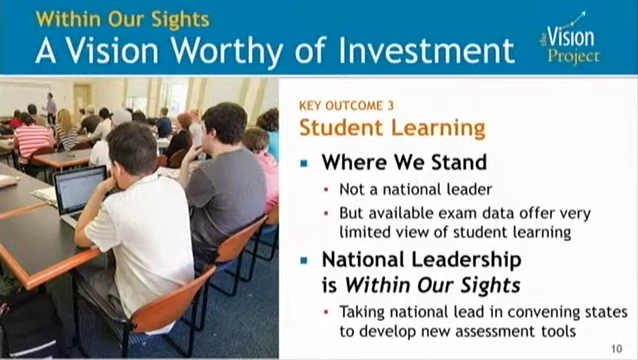 Within Our Sights
A Vision Worthy of Investment
the Vision
Project
KEY OUTCOME 3
Student Learning
Where We Stand
Not a national leader
But available exam data offer very
limited view of student learning
National Leadership
is Within Our Sights
Taking national lead in convening states
to develop new assessment tools
10